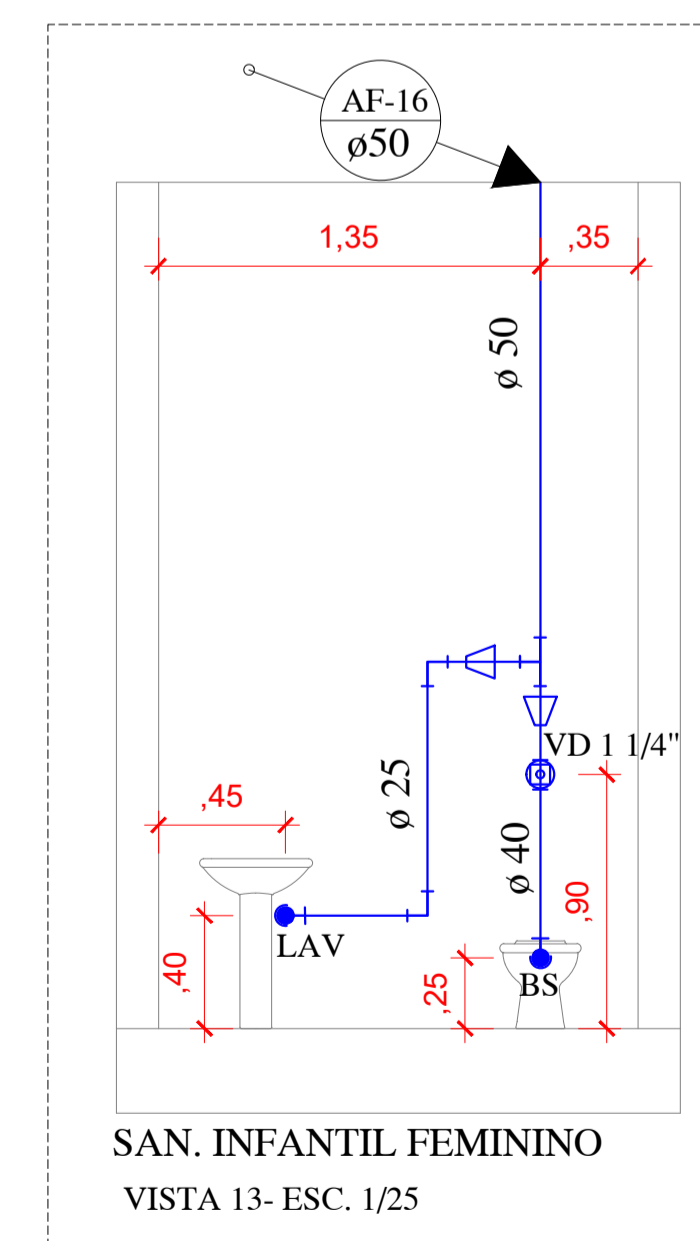 AF-16
ø50
1,35
,35
ø 50
VD 1 1/4"
ø 25
,45
ø 40
,90
LAV
,40
,25
BS
SAN. INFANTIL FEMININO
VISTA 13- ESC. 1/25